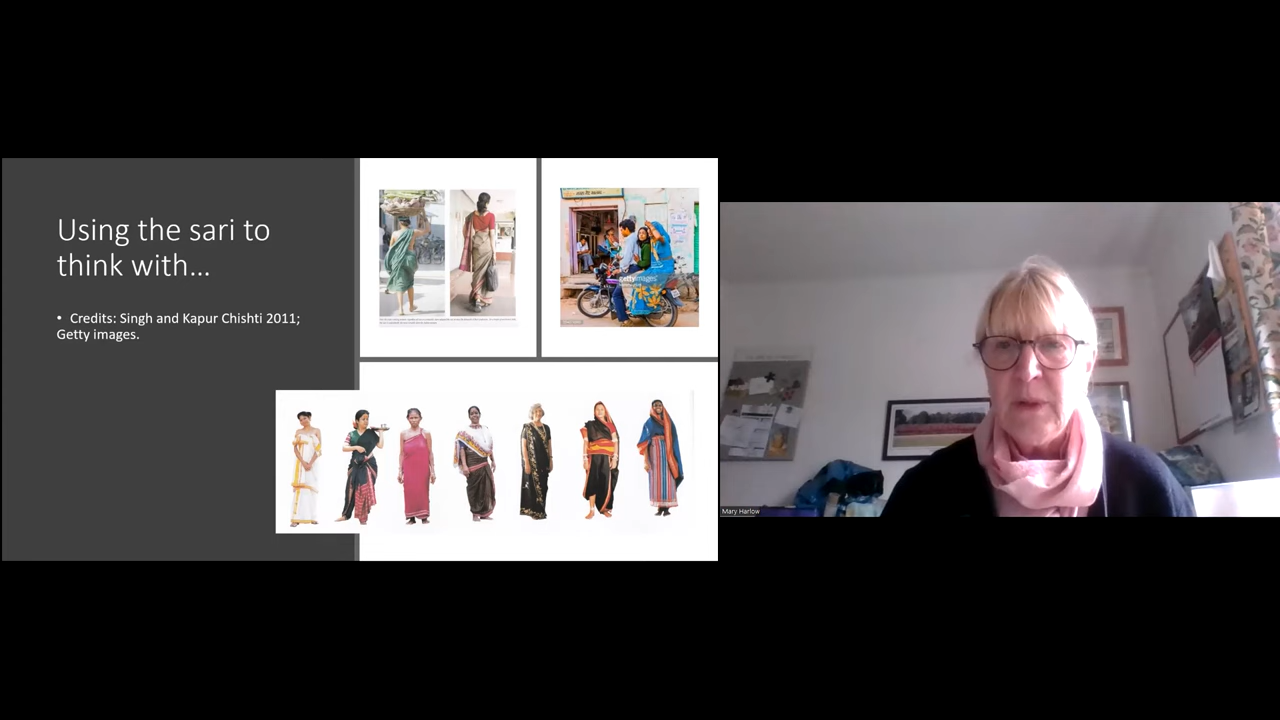 Using the sari to
think with...
• Credits: Singh and Kapur Chishti 2011;
Getty images.
gettyimages
Mary Harlow